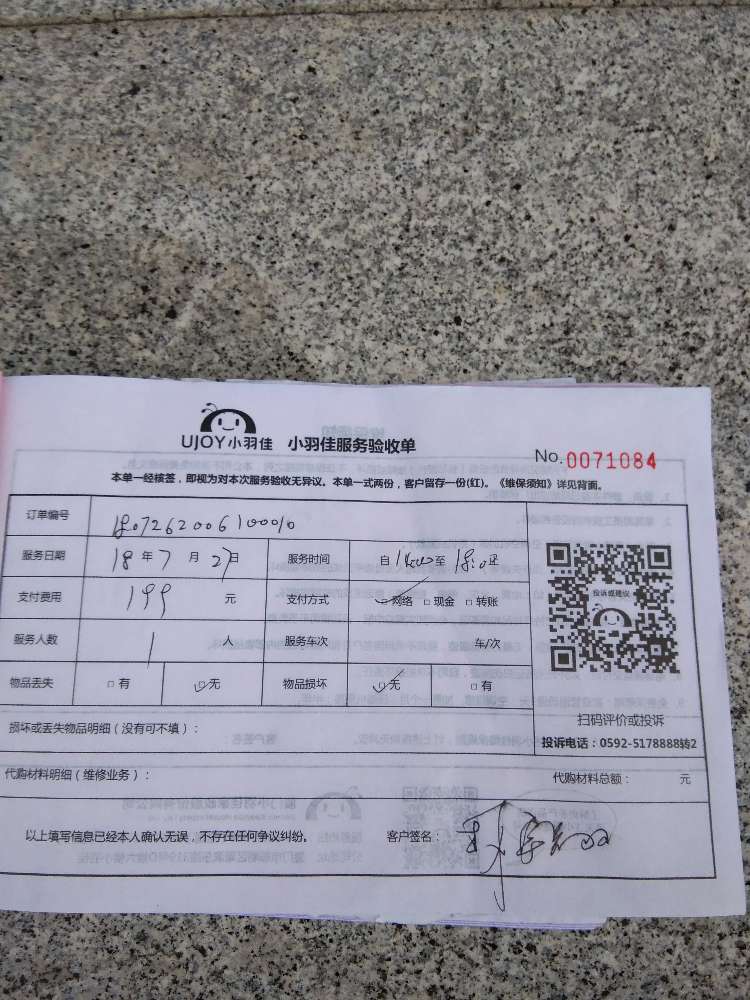 UJOY小羽佳 小羽佳服务验收单
No. 0071084
本单一经核签，即视为对本次服务验收无异议。本单一式两份，客户留存一份(红)。《维保须知》详见背面。
订单编号
服务日期 18 年 7 月 27 日 服务时间 自 14:00 至 18:0 止
支付费用 199 元 支付方式 ☑网络 □现金 □转账
服务人数 1 人 服务车次 车/次
物品丢失 □有 ☑无 物品损坏 ☑无 □有
投诉或建议
扫码评价或投诉
投诉电话：0592-5178888转2
损坏或丢失物品明细（没有可不填）：
代购材料明细（维修业务）： 代购材料总额： 元
以上填写信息已经本人确认无误，不存在任何争议纠纷。 客户签名：